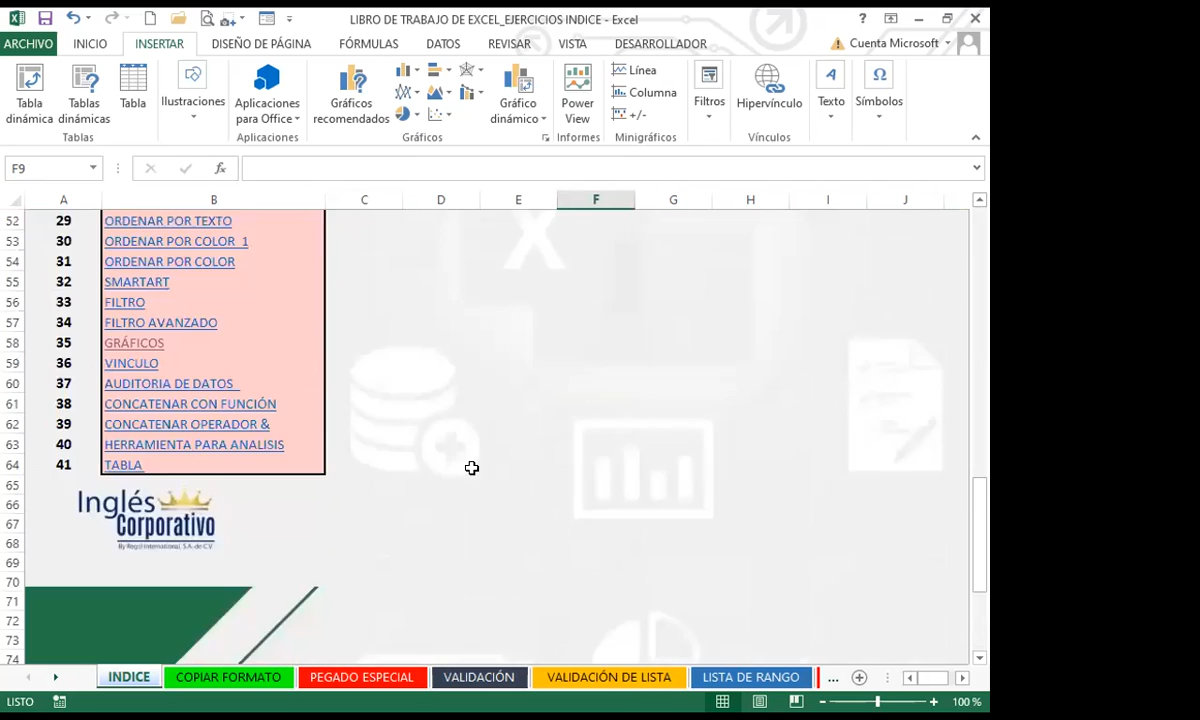 LIBRO DE TRABAJO DE EXCEL_EJERCICIOS INDICE - Excel
?
ARCHIVO INICIO INSERTAR DISEÑO DE PÁGINA FÓRMULAS DATOS REVISAR VISTA DESARROLLADOR Cuenta Microsoft
Tabla dinámica
Tablas dinámicas
Tabla
Ilustraciones
Aplicaciones para Office
Gráficos recomendados
Gráfico dinámico
Power View
Línea
Columna
+/-
Filtros
Hipervínculo
Texto
Símbolos
Tablas Aplicaciones Gráficos Informes Minigráficos Vínculos
F9 fx
A B C D E F G H I J
52 29 ORDENAR POR TEXTO
53 30 ORDENAR POR COLOR 1
54 31 ORDENAR POR COLOR
55 32 SMARTART
56 33 FILTRO
57 34 FILTRO AVANZADO
58 35 GRÁFICOS
59 36 VINCULO
60 37 AUDITORIA DE DATOS
61 38 CONCATENAR CON FUNCIÓN
62 39 CONCATENAR OPERADOR &
63 40 HERRAMIENTA PARA ANALISIS
64 41 TABLA
65
66 Inglés
67 Corporativo
68 By Regal International, S.A. de C.V.
69
70
71
72
73
74
INDICE COPIAR FORMATO PEGADO ESPECIAL VALIDACIÓN VALIDACIÓN DE LISTA LISTA DE RANGO ...
LISTO 100 %